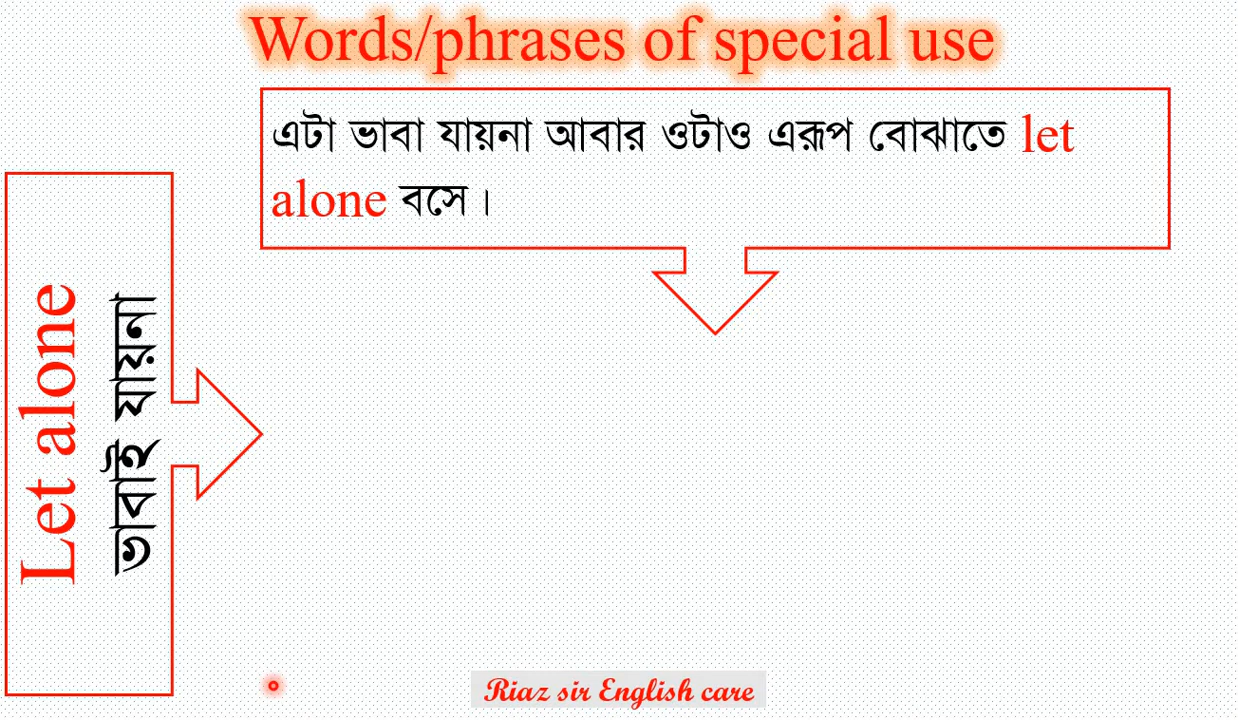 Words/phrases of special use
এটা ভাবা যায়না আবার ওটাও এরূপ বোঝাতে let
alone বসে।
Let alone
ভাবাই যায়না
Riaz sir English care